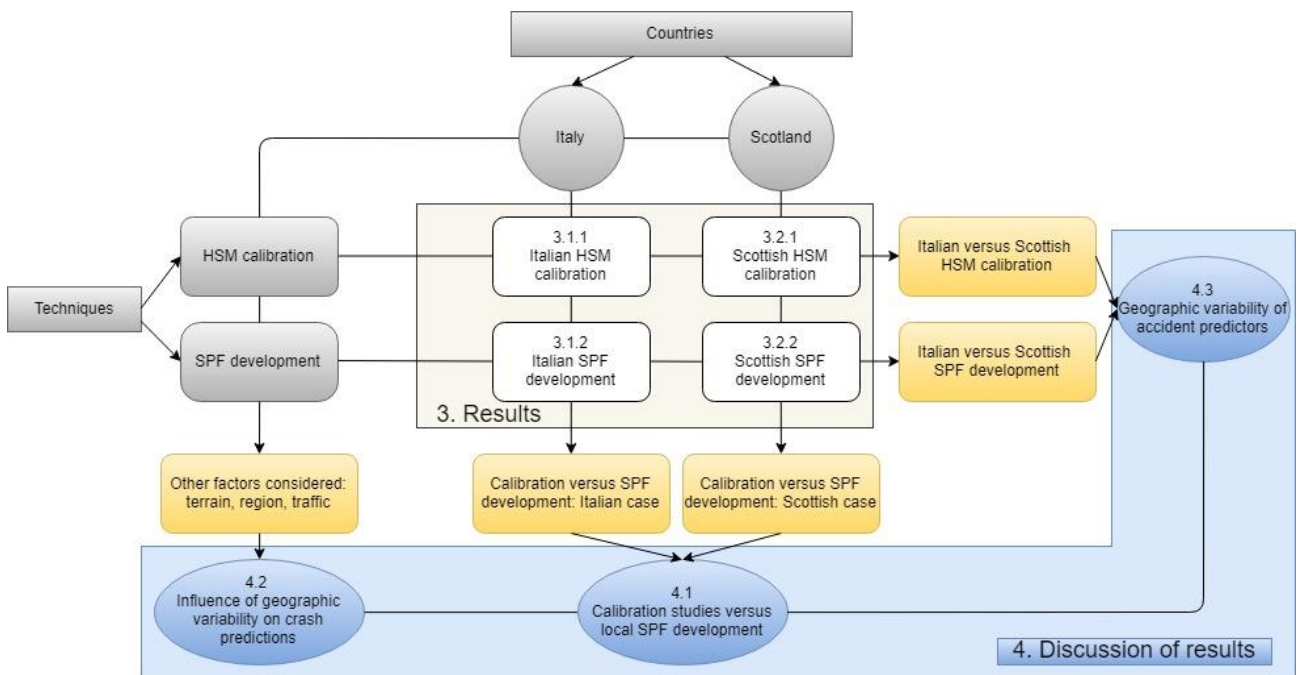 Countries
Italy
Scotland
Techniques
HSM calibration
3.1.1
Italian HSM
calibration
3.2.1
Scottish HSM
calibration
Italian versus Scottish
HSM calibration
SPF development
3.1.2
Italian SPF
development
3.2.2
Scottish SPF
development
Italian versus Scottish
SPF development
4.3
Geographic variability of
accident predictors
3. Results
Other factors considered:
terrain, region, traffic
Calibration versus SPF
development: Italian case
Calibration versus SPF
development: Scottish case
4.2
Influence of geographic
variability on crash
predictions
4.1
Calibration studies versus
local SPF development
4. Discussion of results